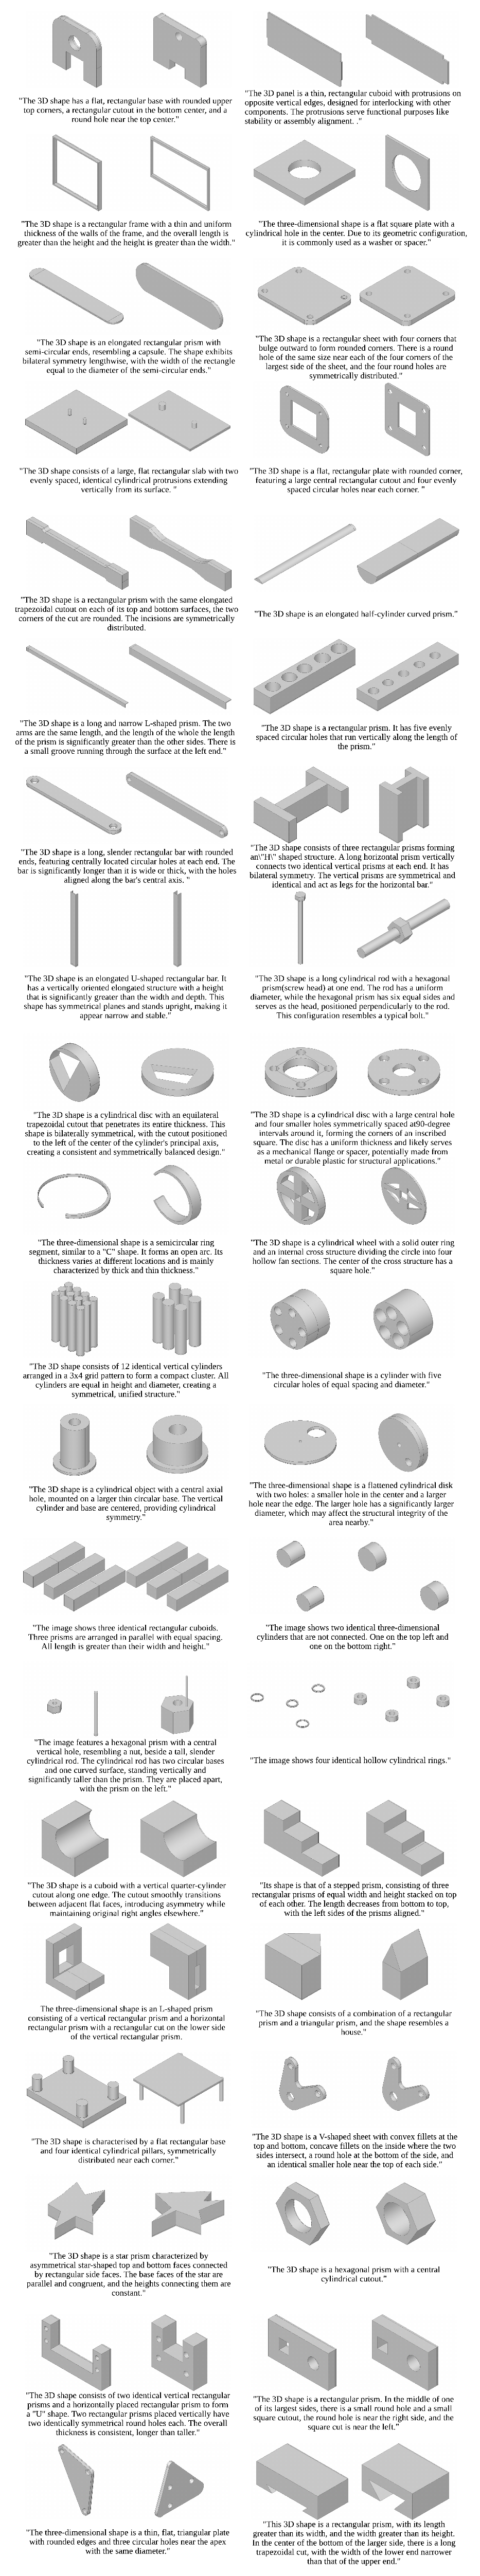 "The 3D shape has a flat, rectangular base with rounded upper
top corners, a rectangular cutout in the bottom center, and a
round hole near the top center."
"The 3D panel is a thin, rectangular cuboid with protrusions on
opposite vertical edges, designed for interlocking with other
components. The protrusions serve functional purposes like
stability or assembly alignment. ."
"The 3D shape is a rectangular frame with a thin and uniform
thickness of the walls of the frame, and the overall length is
greater than the height and the height is greater than the width."
"The three-dimensional shape is a flat square plate with a
cylindrical hole in the center. Due to its geometric configuration,
it is commonly used as a washer or spacer."
"The 3D shape is an elongated rectangular prism with
semi-circular ends, resembling a capsule. The shape exhibits
bilateral symmetry lengthwise, with the width of the rectangle
equal to the diameter of the semi-circular ends."
"The 3D shape is a rectangular sheet with four corners that
bulge outward to form rounded corners. There is a round
hole of the same size near each of the four corners of the
largest side of the sheet, and the four round holes are
symmetrically distributed."
"The 3D shape consists of a large, flat rectangular slab with two
evenly spaced, identical cylindrical protrusions extending
vertically from its surface. "
"The 3D shape is a flat, rectangular plate with rounded corner,
featuring a large central rectangular cutout and four evenly
spaced circular holes near each corner. "
"The 3D shape is a rectangular prism with the same elongated
trapezoidal cutout on each of its top and bottom surfaces, the two
corners of the cut are rounded. The incisions are symmetrically
distributed.
"The 3D shape is an elongated half-cylinder curved prism."
"The 3D shape is a long and narrow L-shaped prism. The two
arms are the same length, and the length of the whole the length
of the prism is significantly greater than the other sides. There is
a small groove running through the surface at the left end."
"The 3D shape is a rectangular prism. It has five evenly
spaced circular holes that run vertically along the length of
the prism."
"The 3D shape is a long, slender rectangular bar with rounded
ends, featuring centrally located circular holes at each end. The
bar is significantly longer than it is wide or thick, with the holes
aligned along the bar's central axis. "
"The 3D shape consists of three rectangular prisms forming
an\"H\" shaped structure. A long horizontal prism vertically
connects two identical vertical prisms at each end. It has
bilateral symmetry. The vertical prisms are symmetrical and
identical and act as legs for the horizontal bar."
"The 3D shape is an elongated U-shaped rectangular bar. It
has a vertically oriented elongated structure with a height
that is significantly greater than the width and depth. This
shape has symmetrical planes and stands upright, making it
appear narrow and stable."
"The 3D shape is a long cylindrical rod with a hexagonal
prism(screw head) at one end. The rod has a uniform
diameter, while the hexagonal prism has six equal sides and
serves as the head, positioned perpendicularly to the rod.
This configuration resembles a typical bolt."
"The 3D shape is a cylindrical disc with an equilateral
trapezoidal cutout that penetrates its entire thickness. This
shape is bilaterally symmetrical, with the cutout positioned
to the left of the center of the cylinder's principal axis,
creating a consistent and symmetrically balanced design."
"The 3D shape is a cylindrical disc with a large central hole
and four smaller holes symmetrically spaced at90-degree
intervals around it, forming the corners of an inscribed
square. The disc has a uniform thickness and likely serves
as a mechanical flange or spacer, potentially made from
metal or durable plastic for structural applications."
"The three-dimensional shape is a semicircular ring
segment, similar to a "C" shape. It forms an open arc. Its
thickness varies at different locations and is mainly
characterized by thick and thin thickness."
"The 3D shape is a cylindrical wheel with a solid outer ring
and an internal cross structure dividing the circle into four
hollow fan sections. The center of the cross structure has a
square hole."
"The 3D shape consists of 12 identical vertical cylinders
arranged in a 3x4 grid pattern to form a compact cluster. All
cylinders are equal in height and diameter, creating a
symmetrical, unified structure."
"The three-dimensional shape is a cylinder with five
circular holes of equal spacing and diameter."
"The 3D shape is a cylindrical object with a central axial
hole, mounted on a larger thin circular base. The vertical
cylinder and base are centered, providing cylindrical
symmetry."
"The three-dimensional shape is a flattened cylindrical disk
with two holes: a smaller hole in the center and a larger
hole near the edge. The larger hole has a significantly larger
diameter, which may affect the structural integrity of the
area nearby."
"The image shows three identical rectangular cuboids.
Three prisms are arranged in parallel with equal spacing.
All length is greater than their width and height."
"The image shows two identical three-dimensional
cylinders that are not connected. One on the top left and
one on the bottom right."
"The image features a hexagonal prism with a central
vertical hole, resembling a nut, beside a tall, slender
cylindrical rod. The cylindrical rod has two circular bases
and one curved surface, standing vertically and
significantly taller than the prism. They are placed apart,
with the prism on the left."
"The image shows four identical hollow cylindrical rings."
"The 3D shape is a cuboid with a vertical quarter-cylinder
cutout along one edge. The cutout smoothly transitions
between adjacent flat faces, introducing asymmetry while
maintaining original right angles elsewhere."
"Its shape is that of a stepped prism, consisting of three
rectangular prisms of equal width and height stacked on top
of each other. The length decreases from bottom to top,
with the left sides of the prisms aligned."
The three-dimensional shape is an L-shaped prism
consisting of a vertical rectangular prism and a horizontal
rectangular prism with a rectangular cut on the lower side
of the vertical rectangular prism.
"The 3D shape consists of a combination of a rectangular
prism and a triangular prism, and the shape resembles a
house."
"The 3D shape is characterised by a flat rectangular base
and four identical cylindrical pillars, symmetrically
distributed near each corner."
"The 3D shape is a V-shaped sheet with convex fillets at the
top and bottom, concave fillets on the inside where the two
sides intersect, a round hole at the bottom of the side, and
an identical smaller hole near the top of each side."
"The 3D shape is a star prism characterized by
asymmetrical star-shaped top and bottom faces connected
by rectangular side faces. The base faces of the star are
parallel and congruent, and the heights connecting them are
constant."
"The 3D shape is a hexagonal prism with a central
cylindrical cutout."
"The 3D shape consists of two identical vertical rectangular
prisms and a horizontally placed rectangular prism to form
a "U" shape. Two rectangular prisms placed vertically have
two identically symmetrical round holes each. The overall
thickness is consistent, longer than taller."
"The 3D shape is a rectangular prism. In the middle of one
of its largest sides, there is a small round hole and a small
square cutout, the round hole is near the right side, and the
square cut is near the left."
"The three-dimensional shape is a thin, flat, triangular plate
with rounded edges and three circular holes near the apex
with the same diameter."
"This 3D shape is a rectangular prism, with its length
greater than its width, and the width greater than its height.
In the center of the bottom of the larger side, there is a long
trapezoidal cut, with the width of the lower end narrower
than that of the upper end."